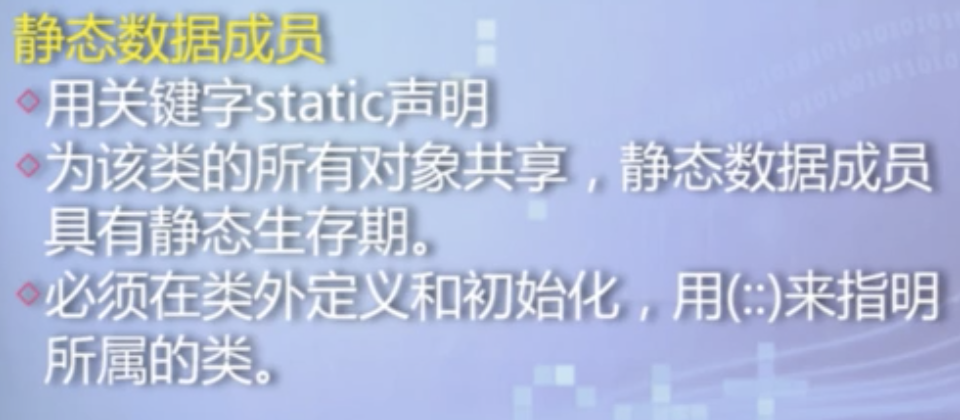 静态数据成员
用关键字static声明
为该类的所有对象共享，静态数据成员
具有静态生存期。
必须在类外定义和初始化，用(::)来指明
所属的类。